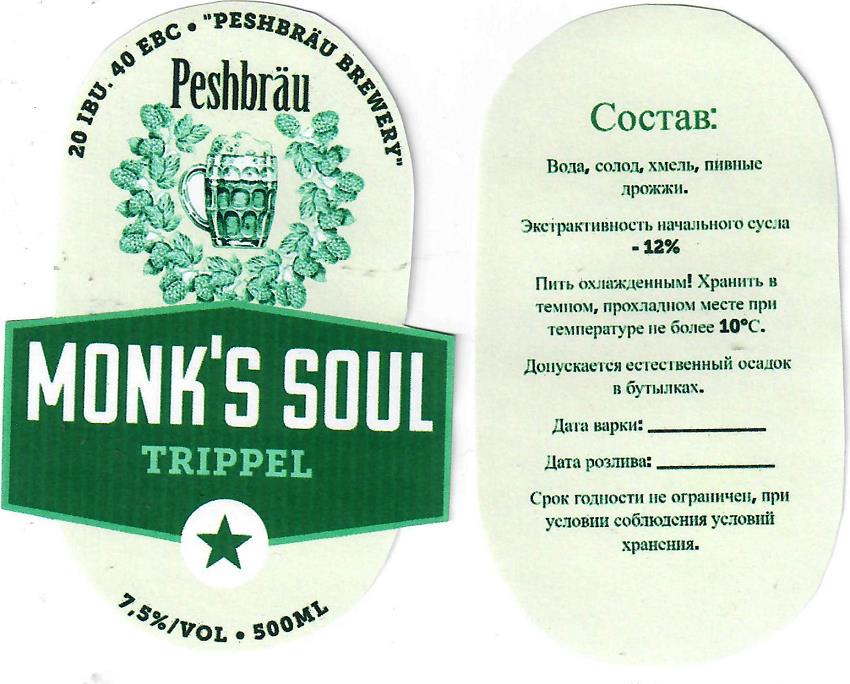 20 IBU. 40 EBC • "PESHBRÄU BREWERY"
Peshbräu
MONK'S SOUL
TRIPPEL
7,5%/VOL • 500ML
Состав:
Вода, солод, хмель, пивные
дрожжи.
Экстрактивность начального сусла
- 12%
Пить охлажденным! Хранить в
темном, прохладном месте при
температуре не более 10°С.
Допускается естественный осадок
в бутылках.
Дата варки: ____________
Дата розлива: ____________
Срок годности не ограничен, при
условии соблюдения условий
хранения.